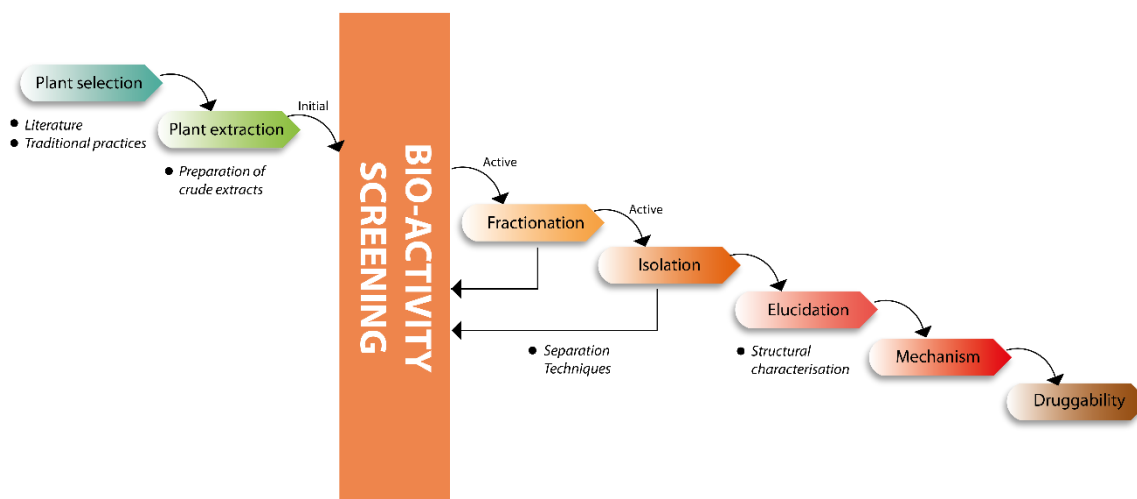 Plant selection
● Literature
● Traditional practices
Plant extraction
● Preparation of
crude extracts
Initial
BIO-ACTIVITY
SCREENING
Active
Fractionation
Active
Isolation
● Separation
Techniques
Elucidation
● Structural
characterisation
Mechanism
Druggability